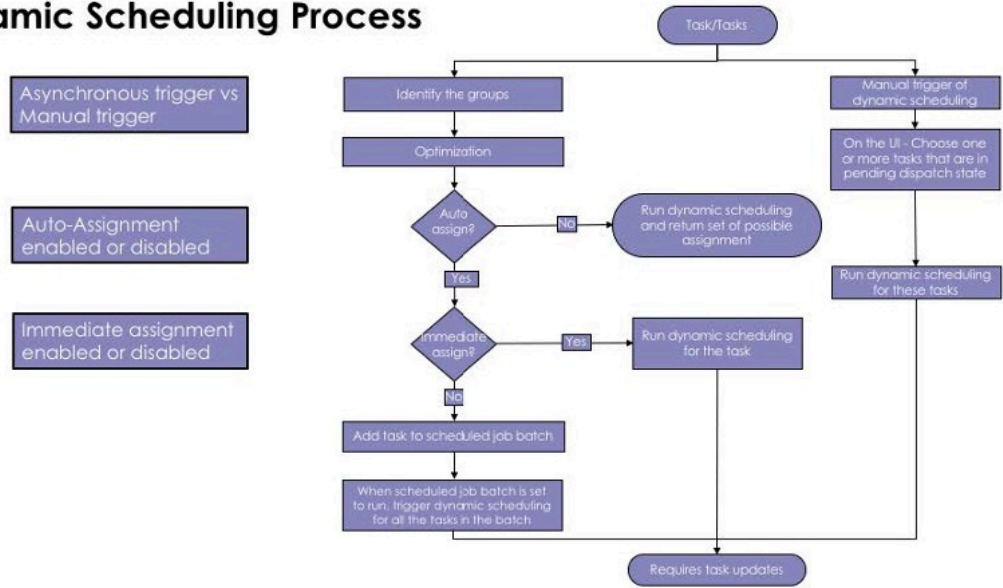 amic Scheduling Process
Asynchronous trigger vs
Manual trigger
Auto-Assignment
enabled or disabled
Immediate assignment
enabled or disabled
Task/Tasks
Identify the groups
Optimization
Auto
assign?
No
Run dynamic scheduling
and return set of possible
assignment
Yes
Immediate
assign?
Yes
Run dynamic scheduling
for the task
No
Add task to scheduled job batch
When scheduled job batch is set
to run, trigger dynamic scheduling
for all the tasks in the batch
Manual trigger of
dynamic scheduling
On the UI - Choose one
or more tasks that are in
pending dispatch state
Run dynamic scheduling
for these tasks
Requires task updates